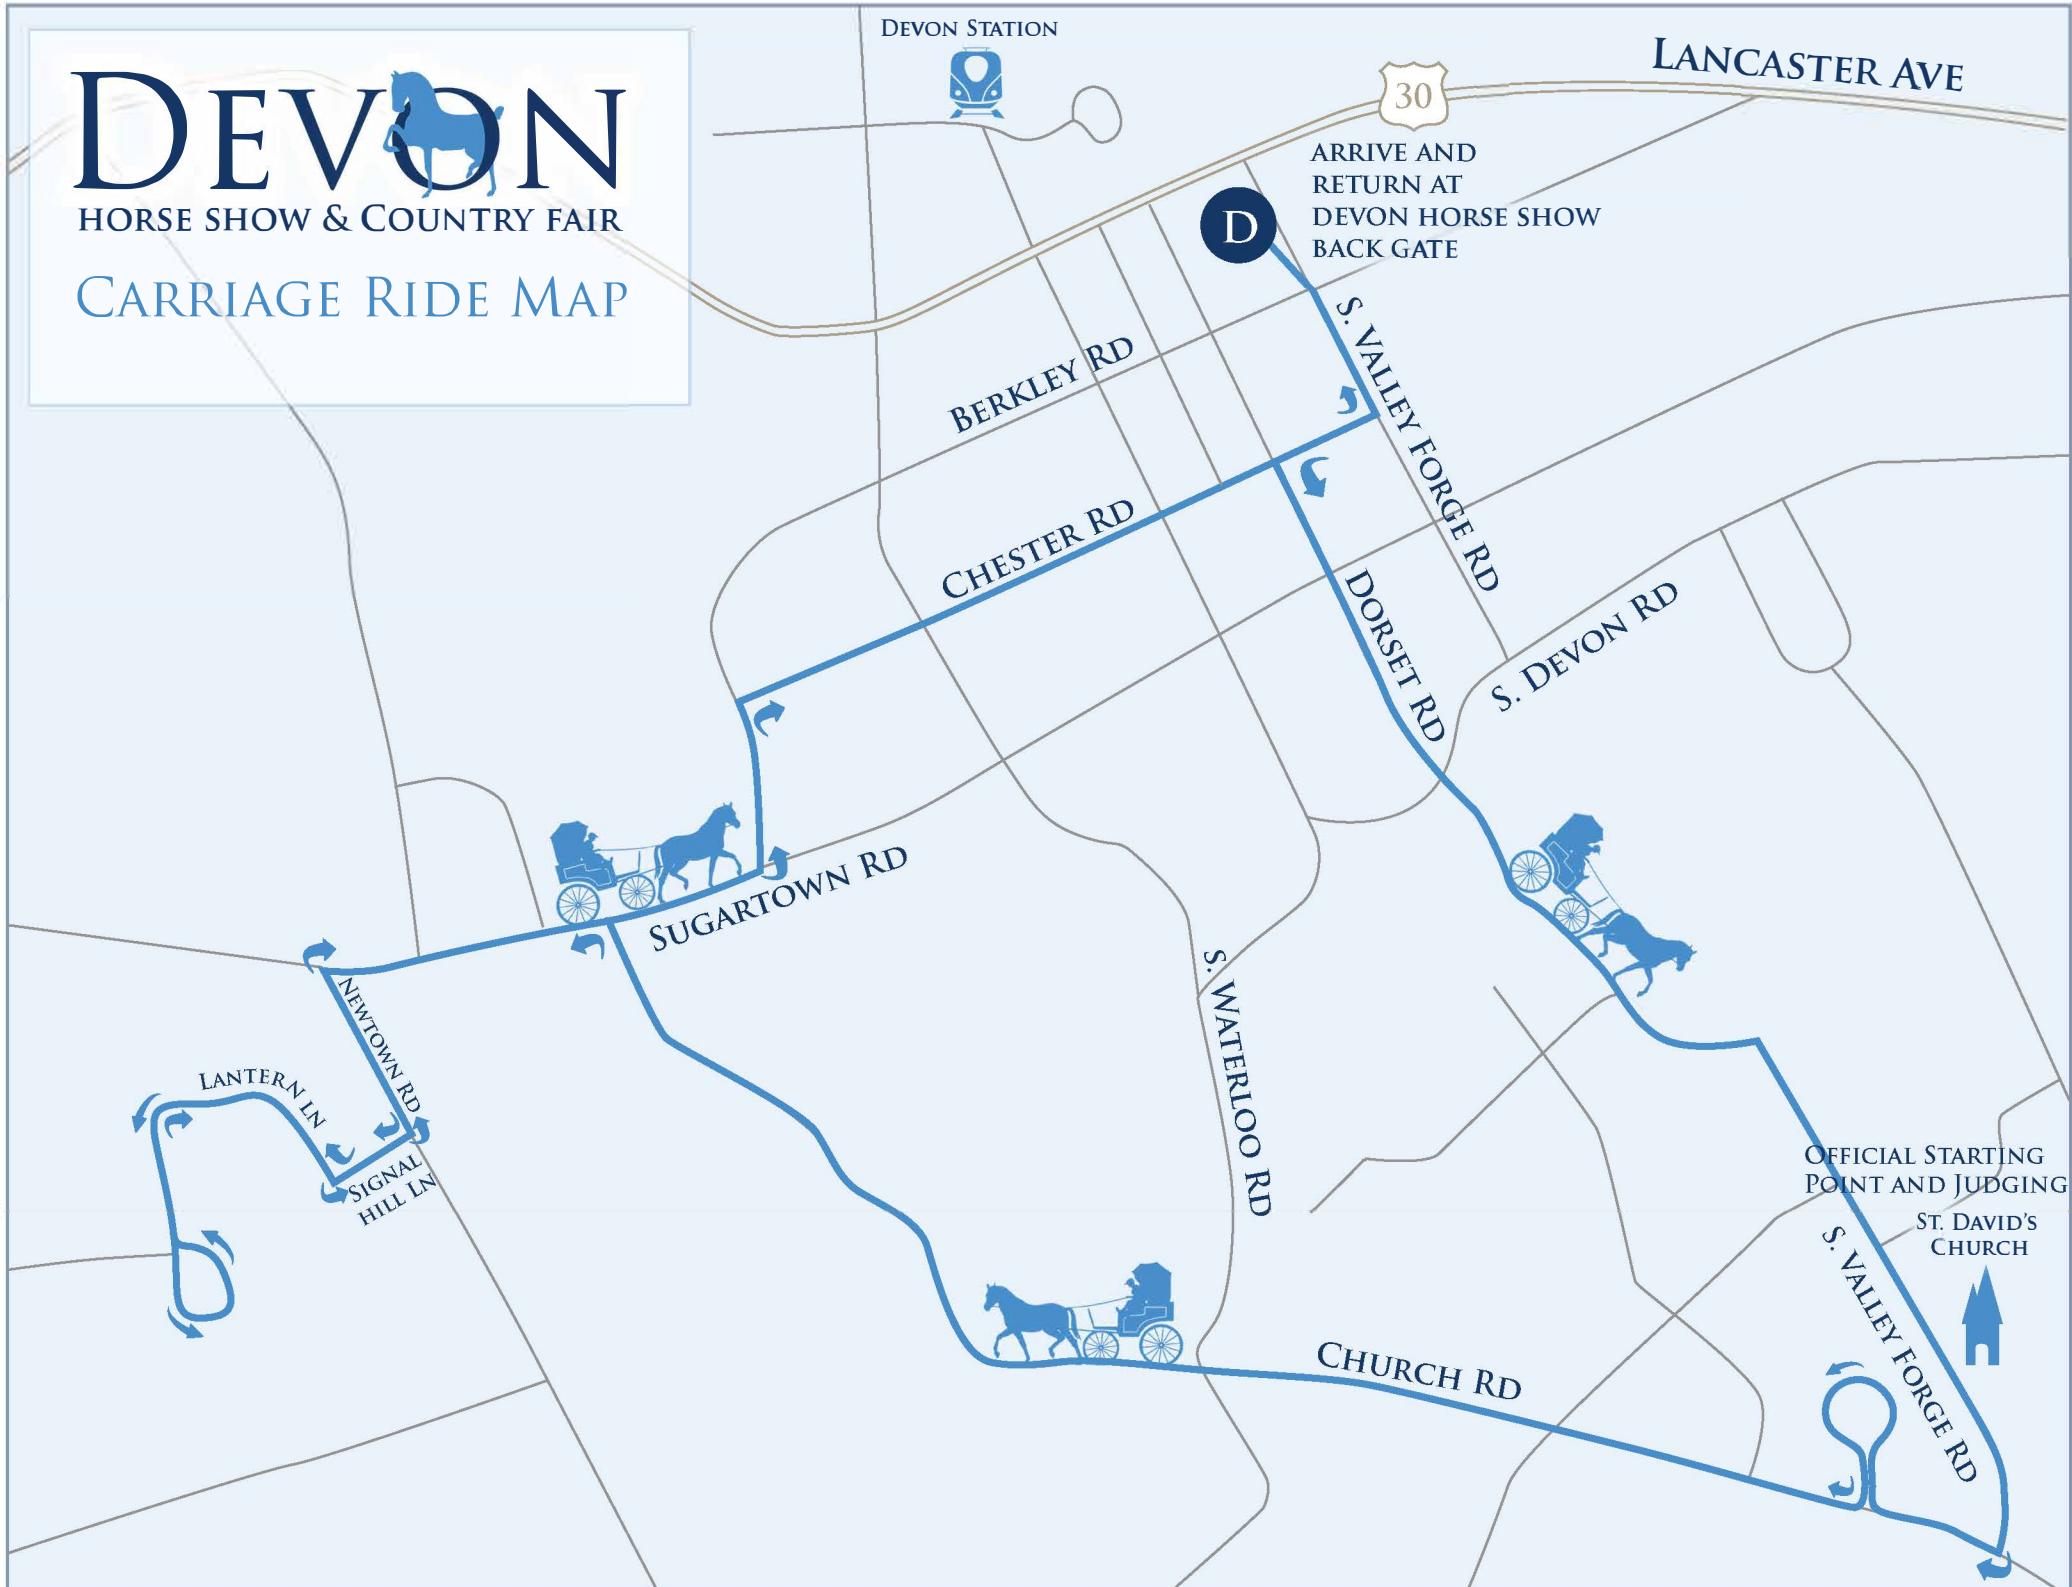 DEVON
HORSE SHOW & COUNTRY FAIR
CARRIAGE RIDE MAP
DEVON STATION
30
LANCASTER AVE
D
ARRIVE AND
RETURN AT
DEVON HORSE SHOW
BACK GATE
BERKLEY RD
S. VALLEY FORGE RD
CHESTER RD
DORSET RD
S. DEVON RD
SUGARTOWN RD
NEWTOWN RD
LANTERN LN
SIGNAL
HILL LN
S. WATERLOO RD
OFFICIAL STARTING
POINT AND JUDGING
ST. DAVID'S
CHURCH
S. VALLEY FORGE RD
CHURCH RD